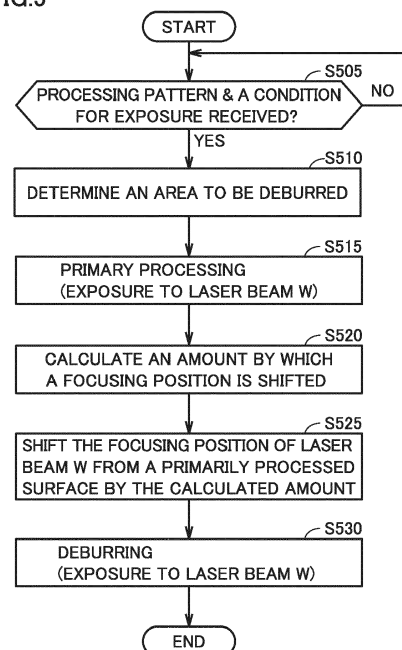 START
S505
PROCESSING PATTERN & A CONDITION
FOR EXPOSURE RECEIVED?
NO
YES
S510
DETERMINE AN AREA TO BE DEBURRED
S515
PRIMARY PROCESSING
(EXPOSURE TO LASER BEAM W)
S520
CALCULATE AN AMOUNT BY WHICH
A FOCUSING POSITION IS SHIFTED
S525
SHIFT THE FOCUSING POSITION OF LASER
BEAM W FROM A PRIMARILY PROCESSED
SURFACE BY THE CALCULATED AMOUNT
S530
DEBURRING
(EXPOSURE TO LASER BEAM W)
END